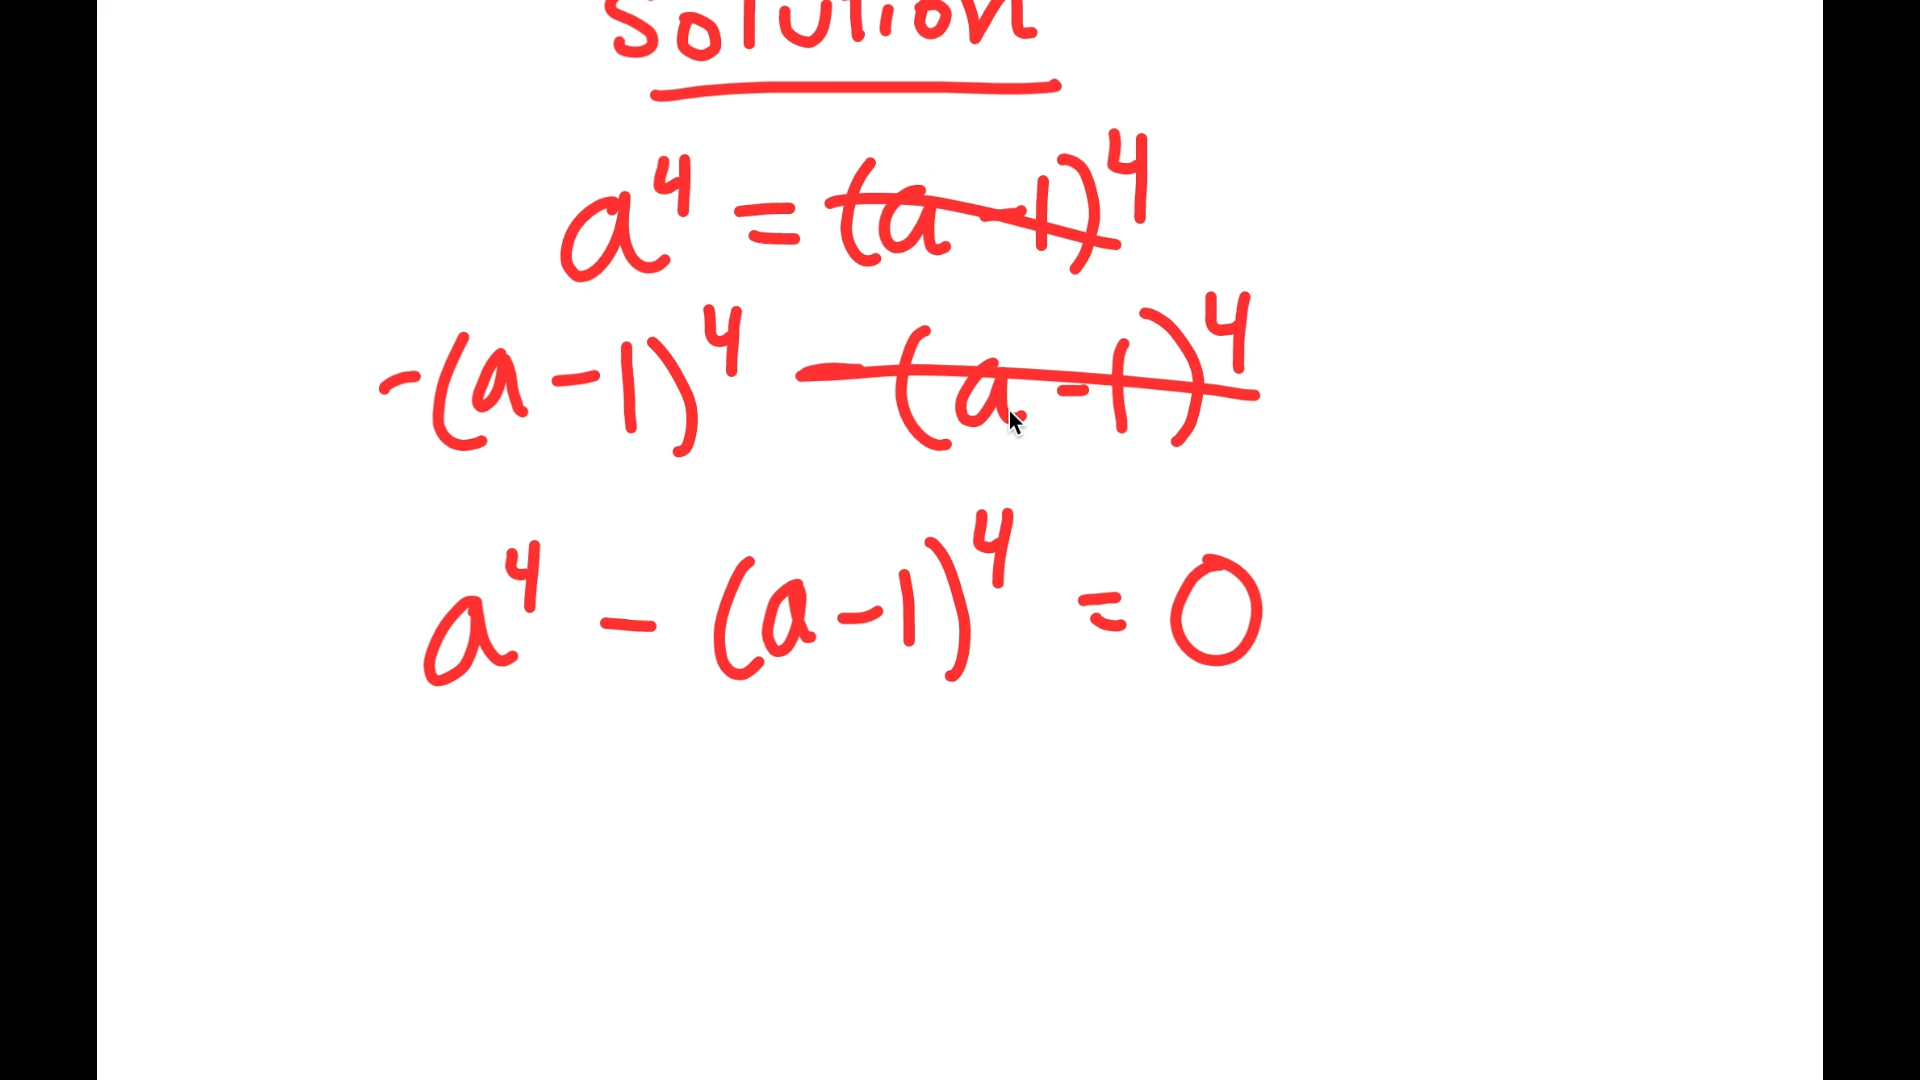 Solution
a⁴ = (a - 1)⁴
-(a - 1)⁴ - (a - 1)⁴
a⁴ - (a - 1)⁴ = 0